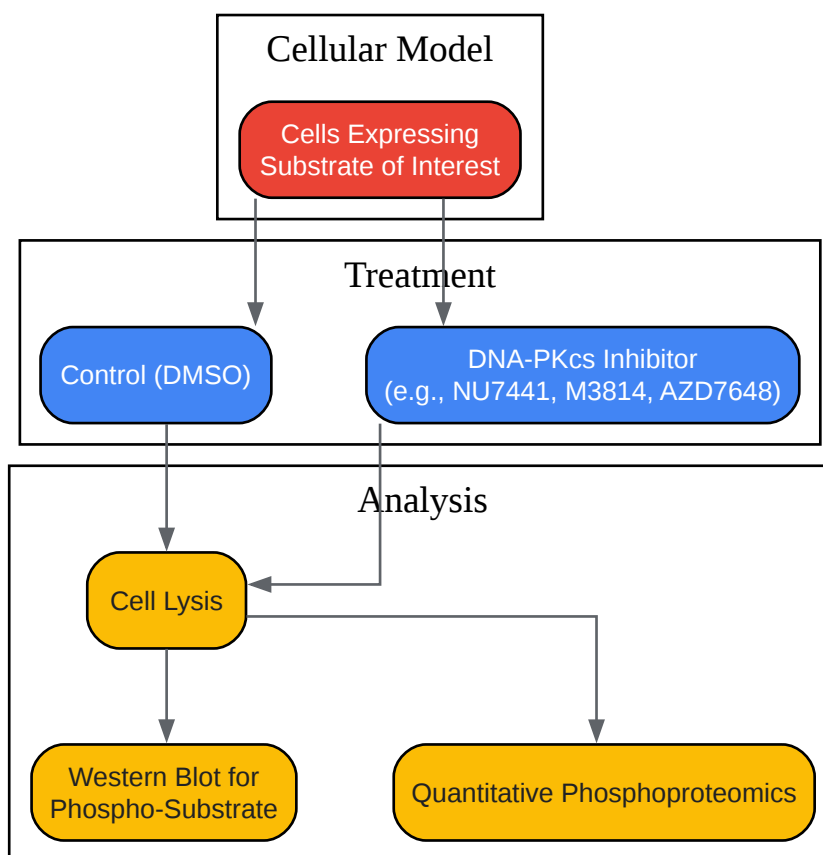 Cellular Model
Cells Expressing
Substrate of Interest
Treatment
Control (DMSO)
DNA-PKcs Inhibitor
(e.g., NU7441, M3814, AZD7648)
Analysis
Cell Lysis
Western Blot for
Phospho-Substrate
Quantitative Phosphoproteomics